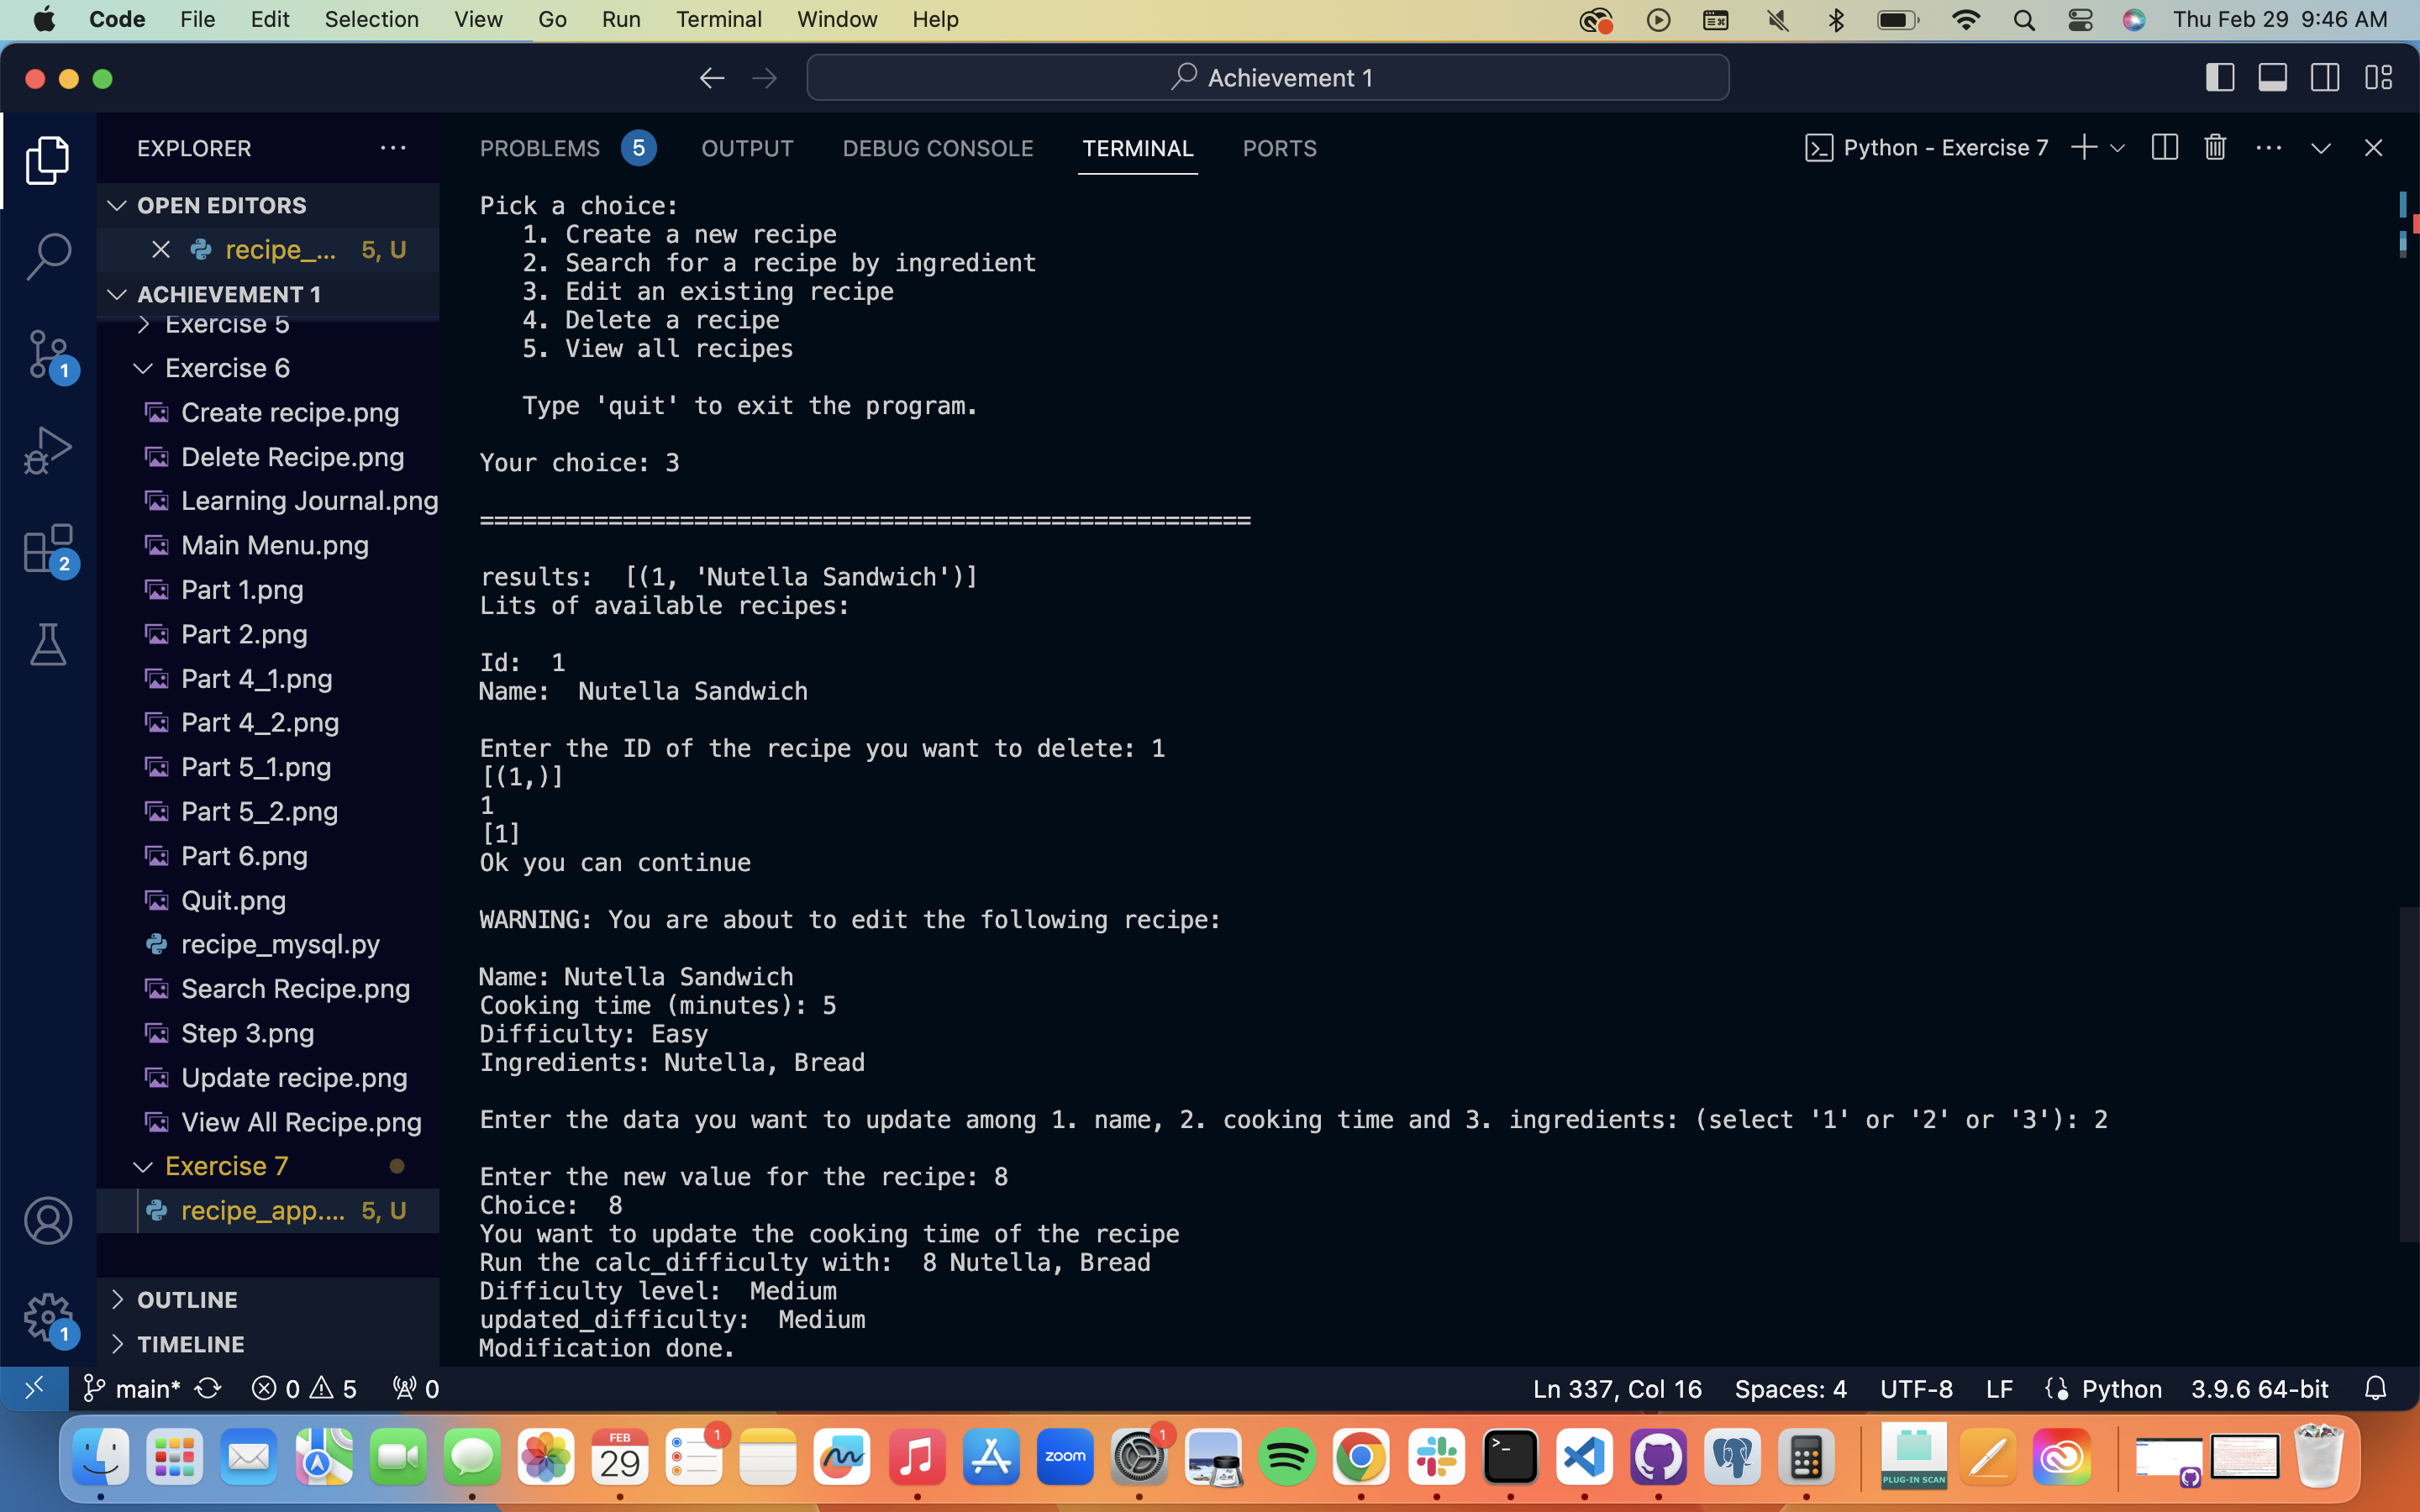 Code File Edit Selection View Go Run Terminal Window Help Thu Feb 29 9:46 AM
Achievement 1
EXPLORER ...
OPEN EDITORS
recipe_... 5, U
ACHIEVEMENT 1
Exercise 5
Exercise 6
Create recipe.png
Delete Recipe.png
Learning Journal.png
Main Menu.png
Part 1.png
Part 2.png
Part 4_1.png
Part 4_2.png
Part 5_1.png
Part 5_2.png
Part 6.png
Quit.png
recipe_mysql.py
Search Recipe.png
Step 3.png
Update recipe.png
View All Recipe.png
Exercise 7
recipe_app.... 5, U
OUTLINE
TIMELINE
1
2
1
PROBLEMS 5 OUTPUT DEBUG CONSOLE TERMINAL PORTS Python - Exercise 7
Pick a choice:
1. Create a new recipe
2. Search for a recipe by ingredient
3. Edit an existing recipe
4. Delete a recipe
5. View all recipes
Type 'quit' to exit the program.
Your choice: 3
======================================================
results:  [(1, 'Nutella Sandwich')]
Lits of available recipes:
Id:  1
Name:  Nutella Sandwich
Enter the ID of the recipe you want to delete: 1
[(1,)]
1
[1]
Ok you can continue
WARNING: You are about to edit the following recipe:
Name: Nutella Sandwich
Cooking time (minutes): 5
Difficulty: Easy
Ingredients: Nutella, Bread
Enter the data you want to update among 1. name, 2. cooking time and 3. ingredients: (select '1' or '2' or '3'): 2
Enter the new value for the recipe: 8
Choice:  8
You want to update the cooking time of the recipe
Run the calc_difficulty with:  8 Nutella, Bread
Difficulty level:  Medium
updated_difficulty:  Medium
Modification done.
main* 0 5 0 Ln 337, Col 16 Spaces: 4 UTF-8 LF Python 3.9.6 64-bit
FEB
29
1
zoom
1
PLUG-IN SCAN